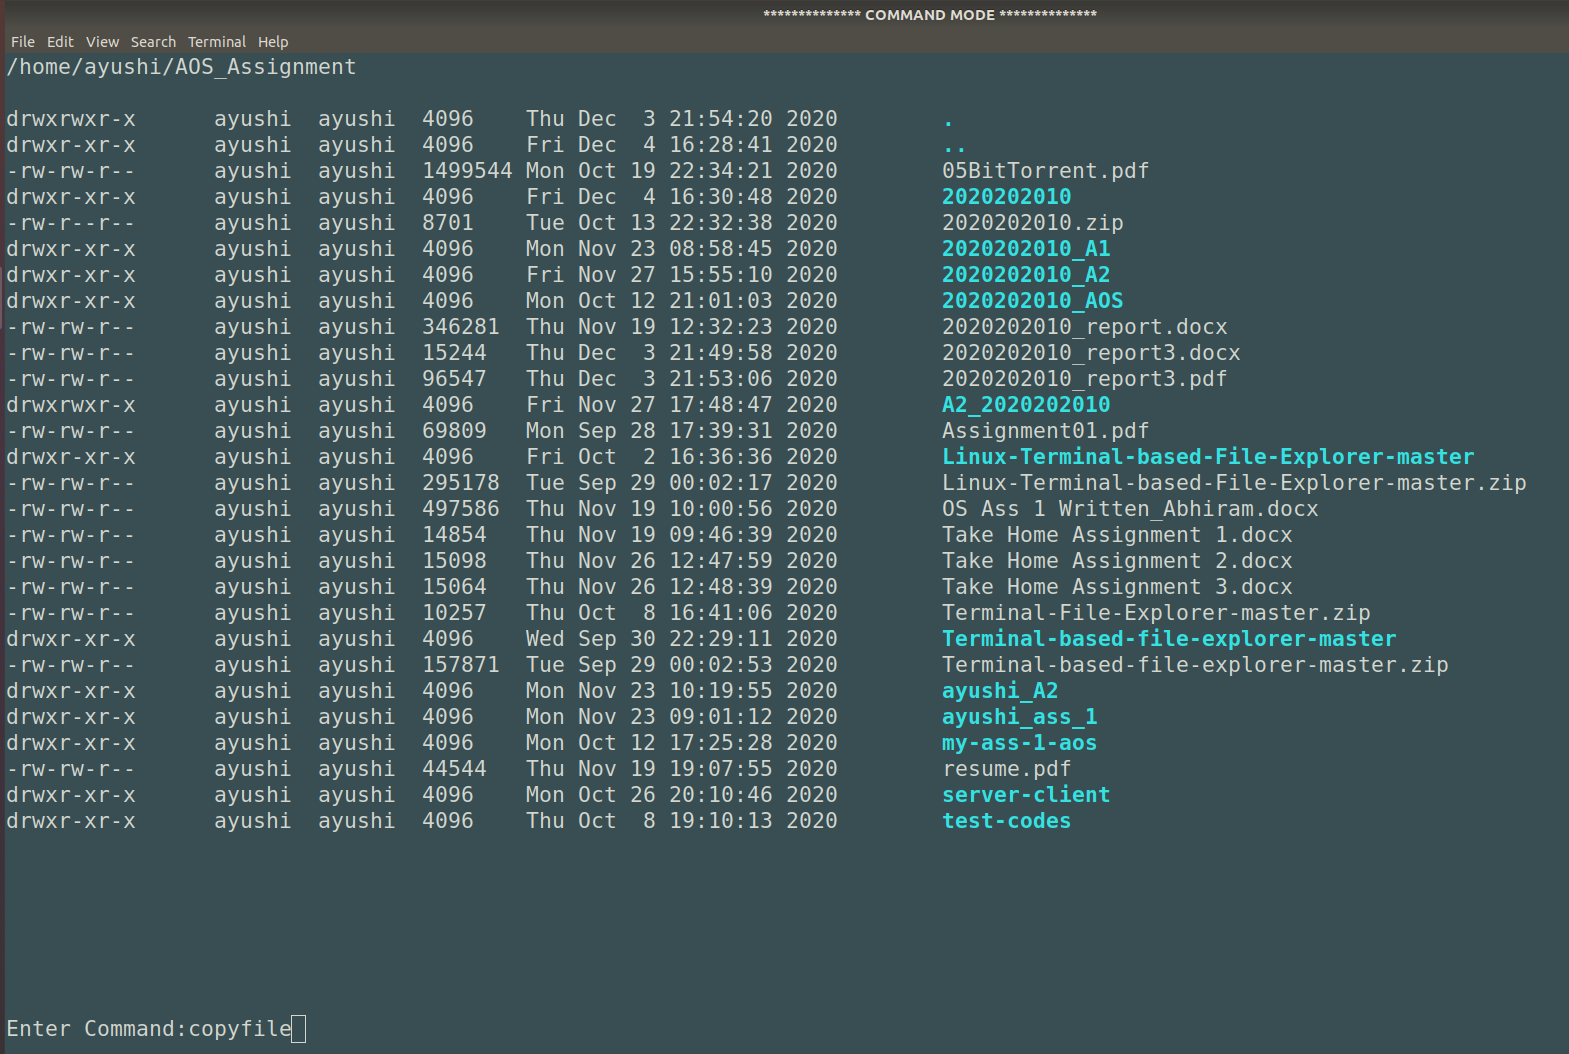 ************** COMMAND MODE **************
File Edit View Search Terminal Help
/home/ayushi/AOS_Assignment
drwxrwxr-x ayushi ayushi 4096 Thu Dec 3 21:54:20 2020 .
drwxr-xr-x ayushi ayushi 4096 Fri Dec 4 16:28:41 2020 ..
-rw-rw-r-- ayushi ayushi 1499544 Mon Oct 19 22:34:21 2020 05BitTorrent.pdf
drwxr-xr-x ayushi ayushi 4096 Fri Dec 4 16:30:48 2020 2020202010
-rw-r--r-- ayushi ayushi 8701 Tue Oct 13 22:32:38 2020 2020202010.zip
drwxr-xr-x ayushi ayushi 4096 Mon Nov 23 08:58:45 2020 2020202010_A1
drwxr-xr-x ayushi ayushi 4096 Fri Nov 27 15:55:10 2020 2020202010_A2
drwxr-xr-x ayushi ayushi 4096 Mon Oct 12 21:01:03 2020 2020202010_AOS
-rw-rw-r-- ayushi ayushi 346281 Thu Nov 19 12:32:23 2020 2020202010_report.docx
-rw-rw-r-- ayushi ayushi 15244 Thu Dec 3 21:49:58 2020 2020202010_report3.docx
-rw-rw-r-- ayushi ayushi 96547 Thu Dec 3 21:53:06 2020 2020202010_report3.pdf
drwxrwxr-x ayushi ayushi 4096 Fri Nov 27 17:48:47 2020 A2_2020202010
-rw-rw-r-- ayushi ayushi 69809 Mon Sep 28 17:39:31 2020 Assignment01.pdf
drwxr-xr-x ayushi ayushi 4096 Fri Oct 2 16:36:36 2020 Linux-Terminal-based-File-Explorer-master
-rw-rw-r-- ayushi ayushi 295178 Tue Sep 29 00:02:17 2020 Linux-Terminal-based-File-Explorer-master.zip
-rw-rw-r-- ayushi ayushi 497586 Thu Nov 19 10:00:56 2020 OS Ass 1 Written_Abhiram.docx
-rw-rw-r-- ayushi ayushi 14854 Thu Nov 19 09:46:39 2020 Take Home Assignment 1.docx
-rw-rw-r-- ayushi ayushi 15098 Thu Nov 26 12:47:59 2020 Take Home Assignment 2.docx
-rw-rw-r-- ayushi ayushi 15064 Thu Nov 26 12:48:39 2020 Take Home Assignment 3.docx
-rw-rw-r-- ayushi ayushi 10257 Thu Oct 8 16:41:06 2020 Terminal-File-Explorer-master.zip
drwxr-xr-x ayushi ayushi 4096 Wed Sep 30 22:29:11 2020 Terminal-based-file-explorer-master
-rw-rw-r-- ayushi ayushi 157871 Tue Sep 29 00:02:53 2020 Terminal-based-file-explorer-master.zip
drwxr-xr-x ayushi ayushi 4096 Mon Nov 23 10:19:55 2020 ayushi_A2
drwxr-xr-x ayushi ayushi 4096 Mon Nov 23 09:01:12 2020 ayushi_ass_1
drwxr-xr-x ayushi ayushi 4096 Mon Oct 12 17:25:28 2020 my-ass-1-aos
-rw-rw-r-- ayushi ayushi 44544 Thu Nov 19 19:07:55 2020 resume.pdf
drwxr-xr-x ayushi ayushi 4096 Mon Oct 26 20:10:46 2020 server-client
drwxr-xr-x ayushi ayushi 4096 Thu Oct 8 19:10:13 2020 test-codes
Enter Command:copyfile